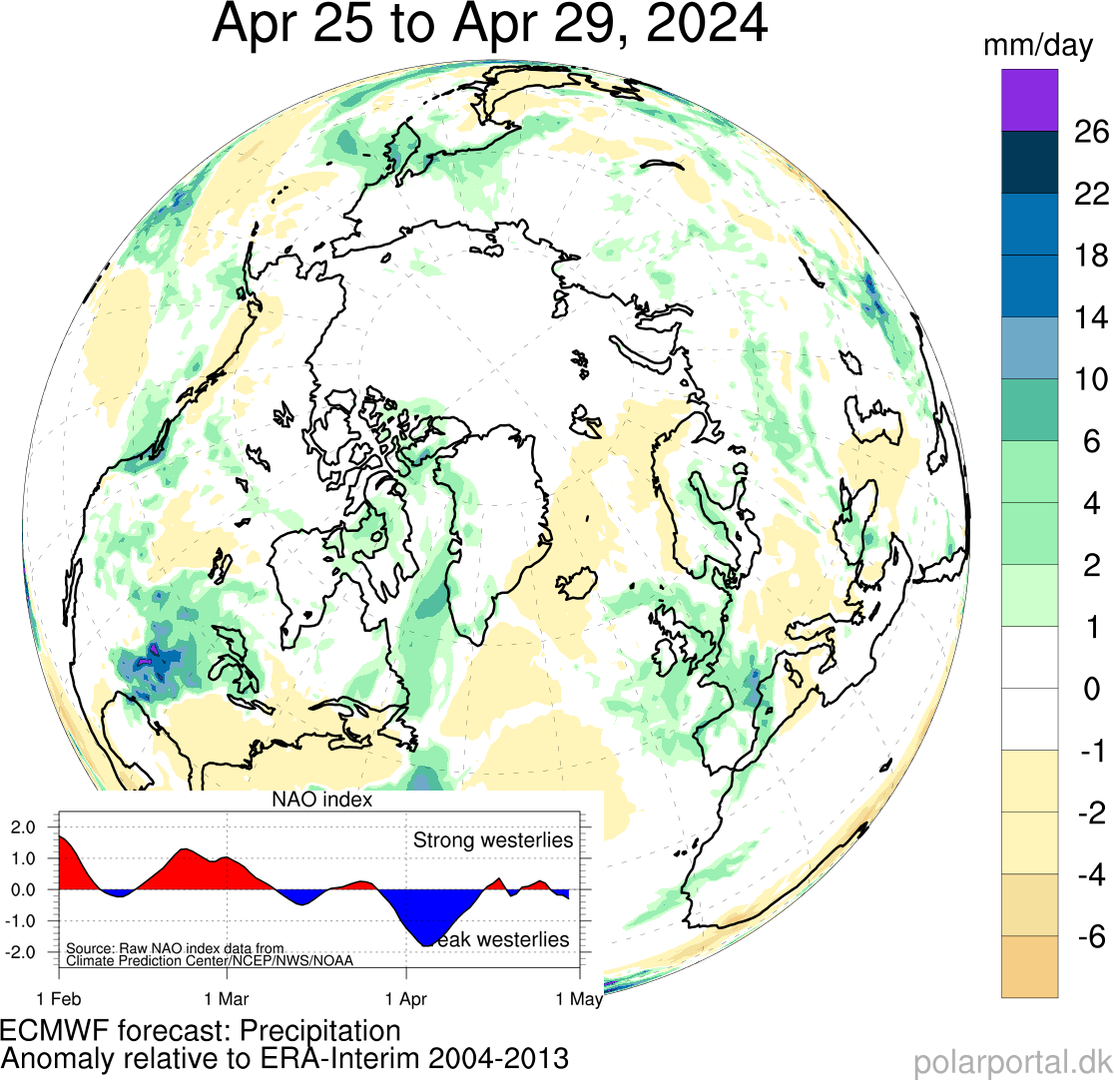 Apr 25 to Apr 29, 2024
mm/day
26
22
18
14
10
6
4
2
1
0
-1
-2
-4
-6
NAO index
2.0
1.0
0.0
-1.0
-2.0
Strong westerlies
eak westerlies
Source: Raw NAO index data from
Climate Prediction Center/NCEP/NWS/NOAA
1 Feb
1 Mar
1 Apr
1 May
ECMWF forecast: Precipitation
Anomaly relative to ERA-Interim 2004-2013
polarportal.dk